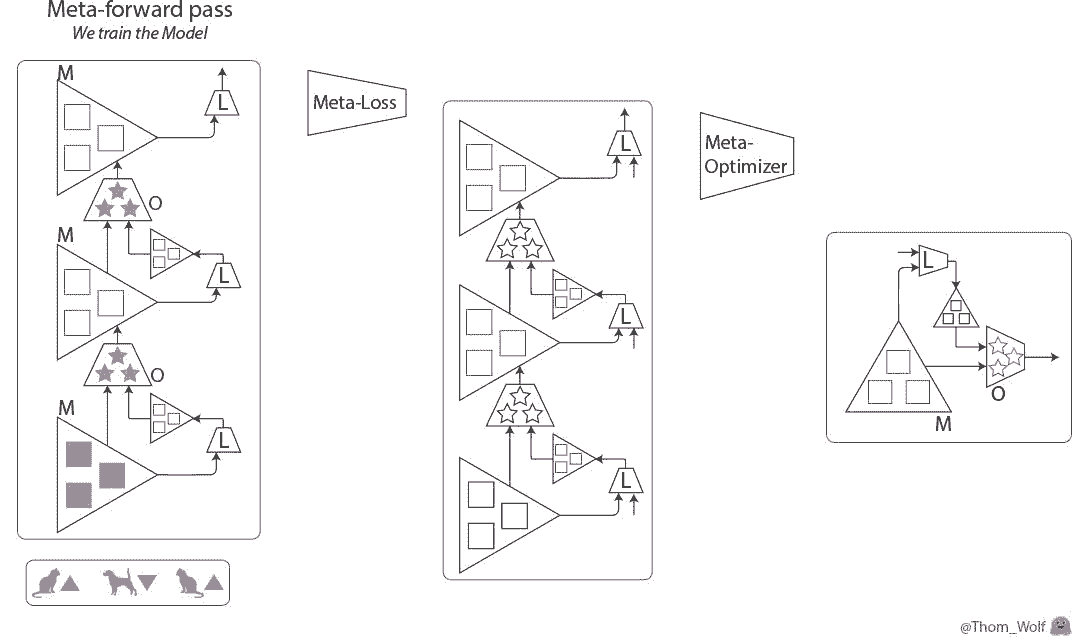 Meta-forward pass
We train the Model
M
L
O
M
L
O
M
L
Meta-Loss
L
L
L
Meta-
Optimizer
L
O
M
@Thom_Wolf